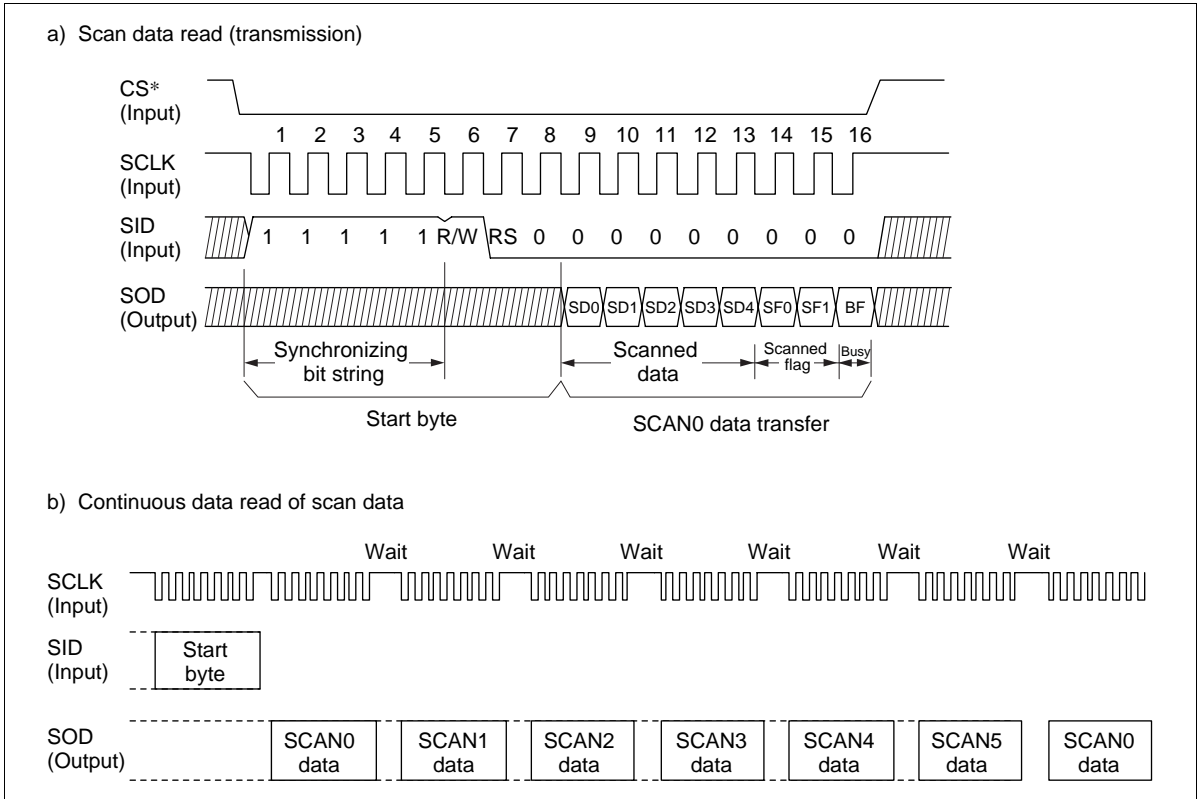 a) Scan data read (transmission)
CS*
(Input)
1 2 3 4 5 6 7 8 9 10 11 12 13 14 15 16
SCLK
(Input)
SID
(Input)
1 1 1 1 1 R/W RS 0 0 0 0 0 0 0 0 0
SOD
(Output)
SD0 SD1 SD2 SD3 SD4 SF0 SF1 BF
Synchronizing
bit string
Scanned
data
Scanned
flag
Busy
Start byte
SCAN0 data transfer
b) Continuous data read of scan data
Wait Wait Wait Wait Wait Wait
SCLK
(Input)
SID
(Input)
Start
byte
SOD
(Output)
SCAN0
data
SCAN1
data
SCAN2
data
SCAN3
data
SCAN4
data
SCAN5
data
SCAN0
data